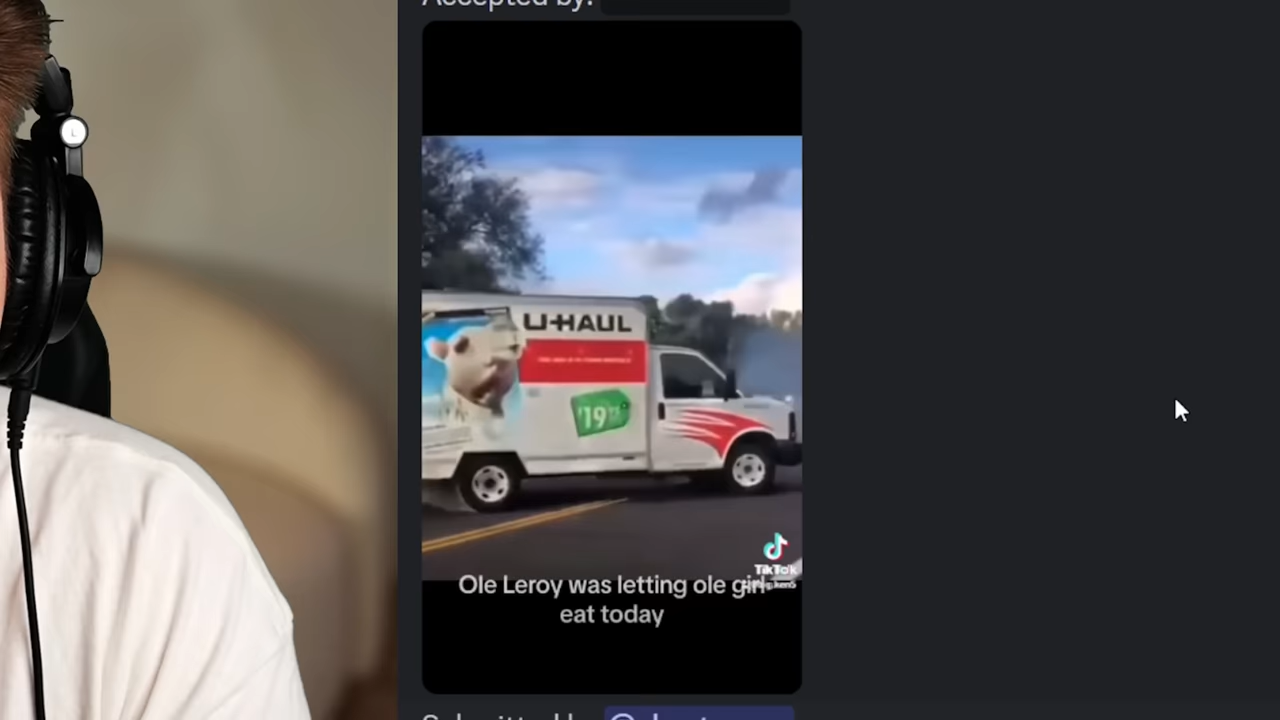 Accepted by:
L
U-HAUL
$19.95
TikTok
Ole Leroy was letting ole girl
eat today
Submitted by